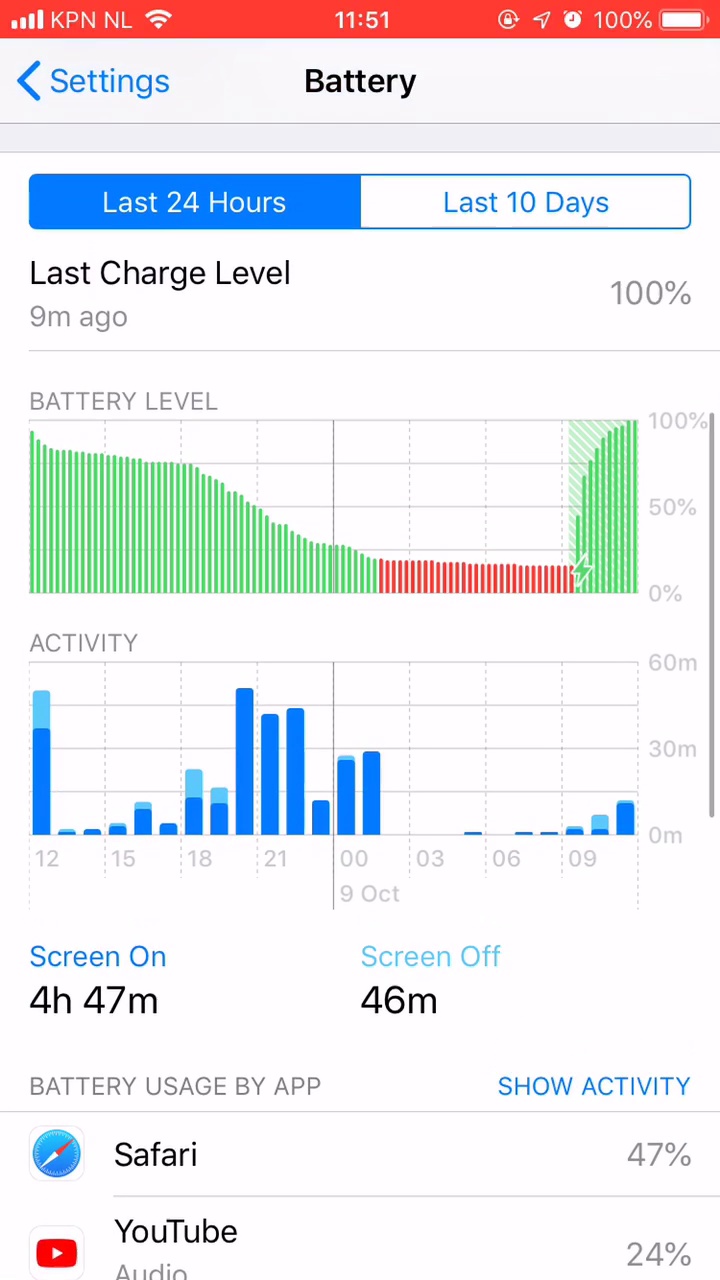 KPN NL 11:51 100%
Settings Battery
Last 24 Hours Last 10 Days
Last Charge Level
9m ago
100%
BATTERY LEVEL
100%
50%
0%
ACTIVITY
60m
30m
0m
12 15 18 21 00 03 06 09
9 Oct
Screen On Screen Off
4h 47m 46m
BATTERY USAGE BY APP SHOW ACTIVITY
Safari 47%
YouTube
Audio
24%